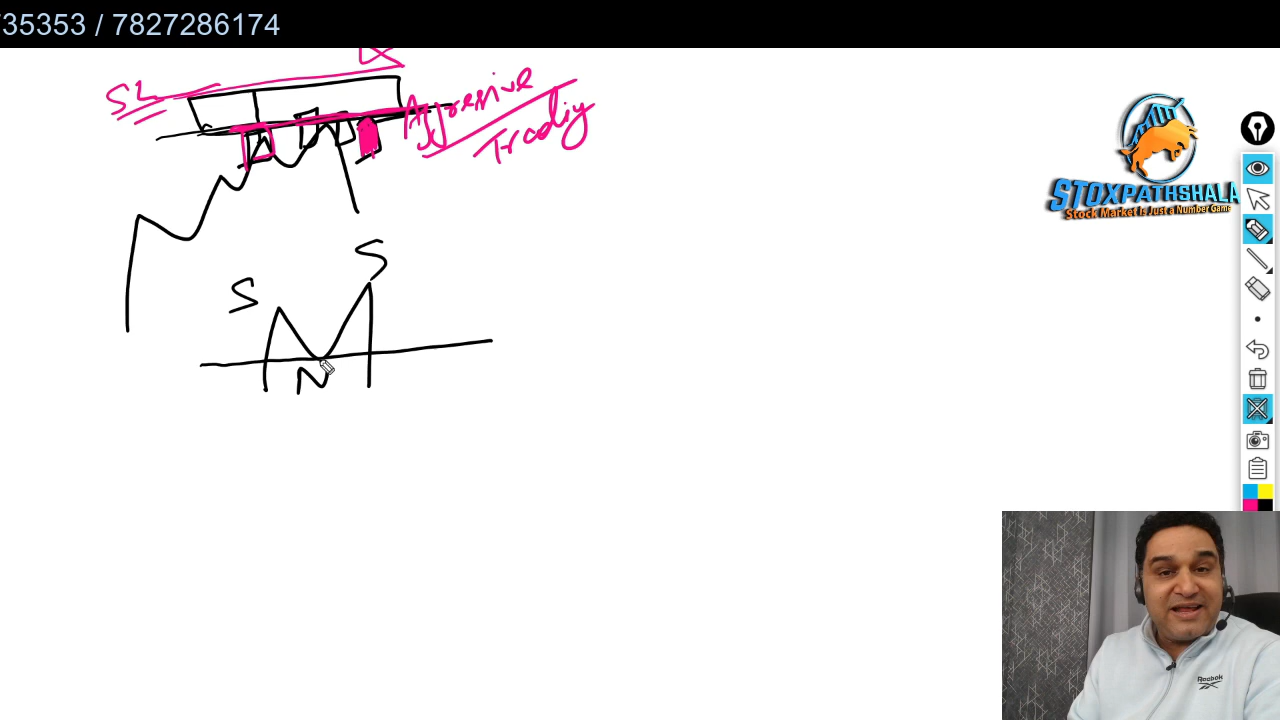 35353 / 7827286174
SL
Aggressive
Trading
STOXPATHSHALA
Stock Market is Just a Number Game
S
S
N
Reebok